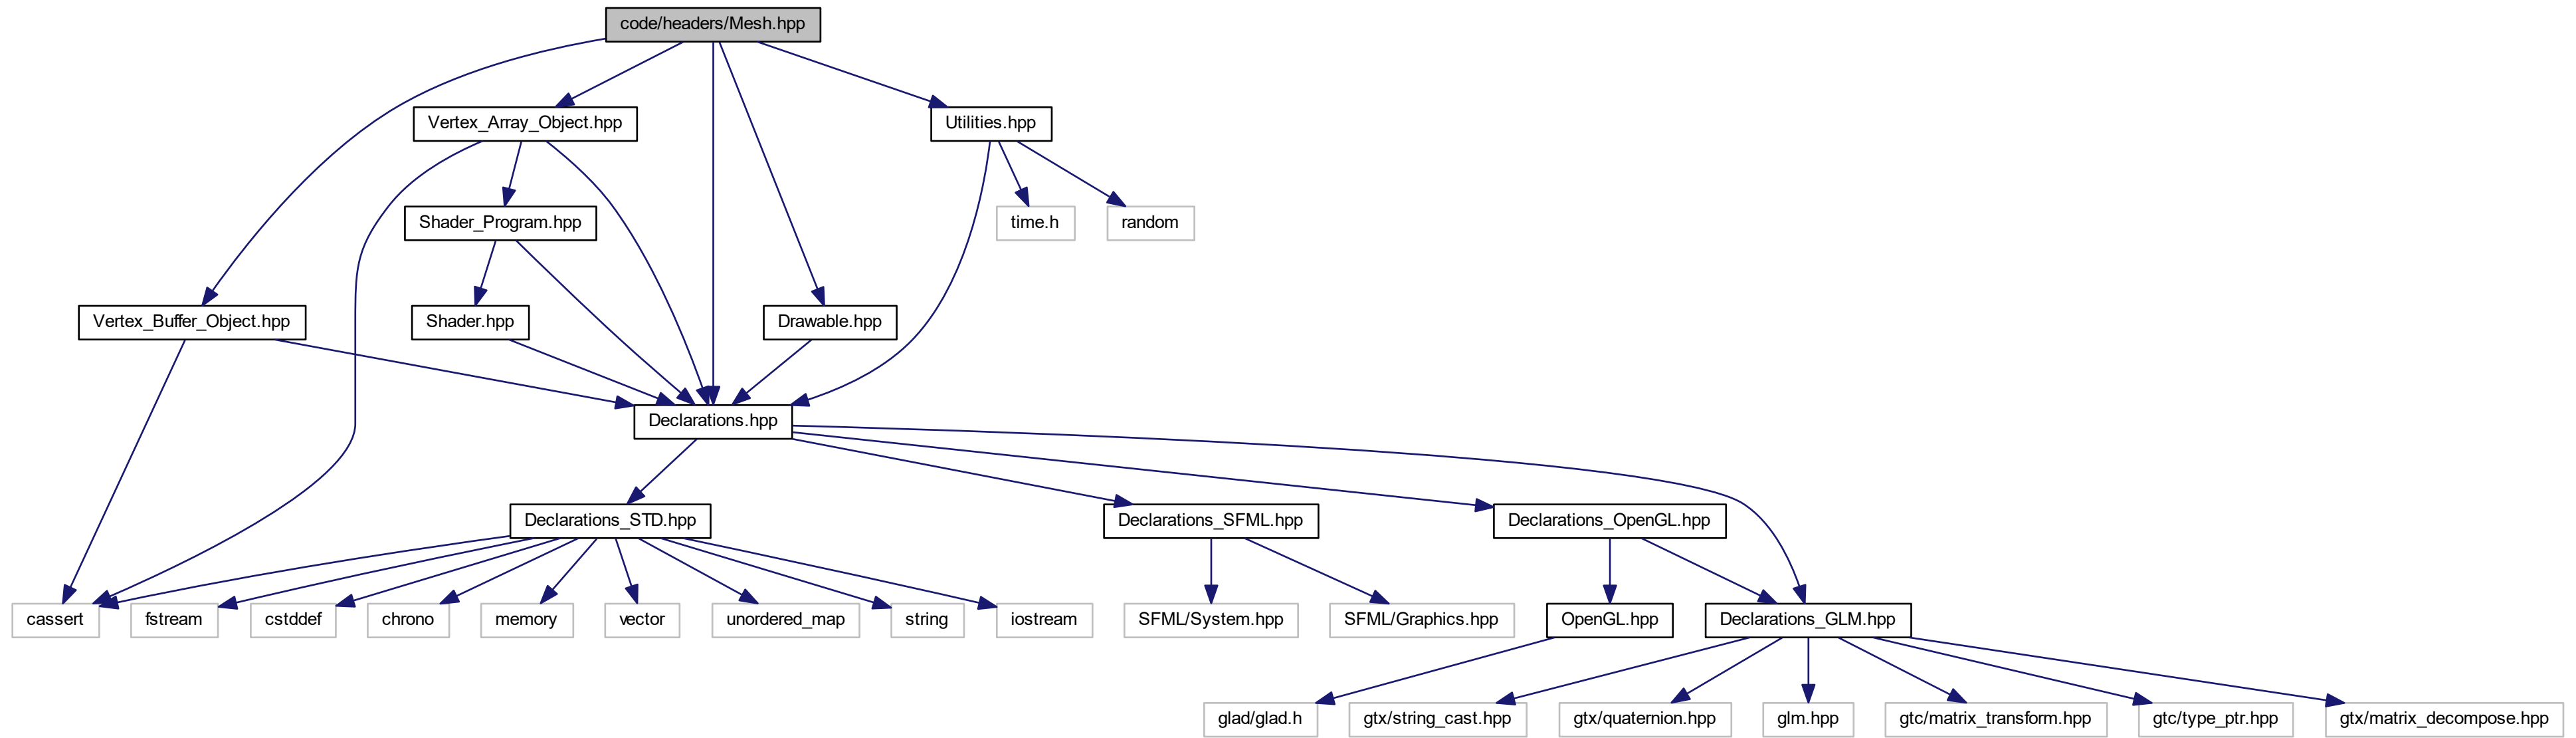 code/headers/Mesh.hpp
Vertex_Array_Object.hpp
Utilities.hpp
Shader_Program.hpp
time.h
random
Vertex_Buffer_Object.hpp
Shader.hpp
Drawable.hpp
Declarations.hpp
Declarations_STD.hpp
Declarations_SFML.hpp
Declarations_OpenGL.hpp
cassert
fstream
cstddef
chrono
memory
vector
unordered_map
string
iostream
SFML/System.hpp
SFML/Graphics.hpp
OpenGL.hpp
Declarations_GLM.hpp
glad/glad.h
gtx/string_cast.hpp
gtx/quaternion.hpp
glm.hpp
gtc/matrix_transform.hpp
gtc/type_ptr.hpp
gtx/matrix_decompose.hpp